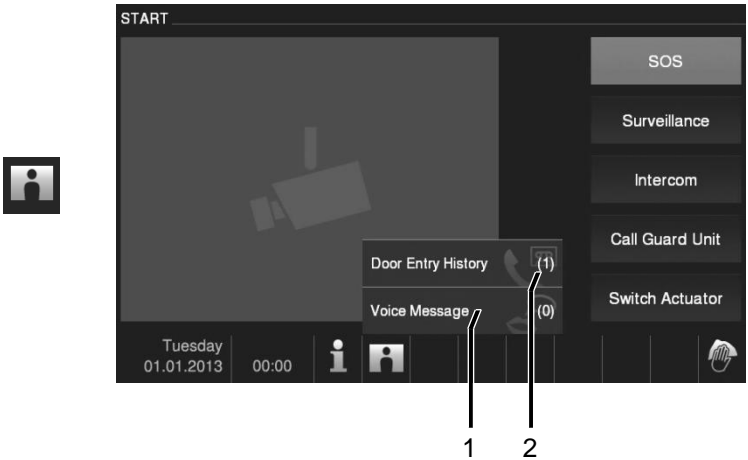 START
SOS
Surveillance
Intercom
Call Guard Unit
Switch Actuator
Door Entry History (1)
Voice Message (0)
Tuesday
01.01.2013 00:00
1 2